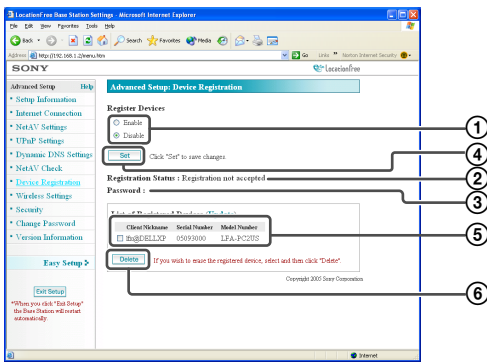 LocationFree Base Station Settings - Microsoft Internet Explorer
File Edit View Favorites Tools Help
Back Search Favorites Media
Address http://192.168.1.2/menu.htm Go Links Norton Internet Security
SONY LocationFree
Advanced Setup Help
Setup Information
Internet Connection
NetAV Settings
UPnP Settings
Dynamic DNS Settings
NetAV Check
Device Registration
Wireless Settings
Security
Change Password
Version Information
Easy Setup
Exit Setup
*When you click "Exit Setup"
the Base Station will restart
automatically.
Advanced Setup: Device Registration
Register Devices
Enable
Disable
Set Click "Set" to save changes.
Registration Status : Registration not accepted
Password :
List of Registered Devices (Update)
Client Nickname Serial Number Model Number
lfx@DELLXP 05093000 LFA-PC2US
Delete If you wish to erase the registered device, select and then click "Delete".
Copyright 2005 Sony Corporation
Internet
1
4
2
3
5
6